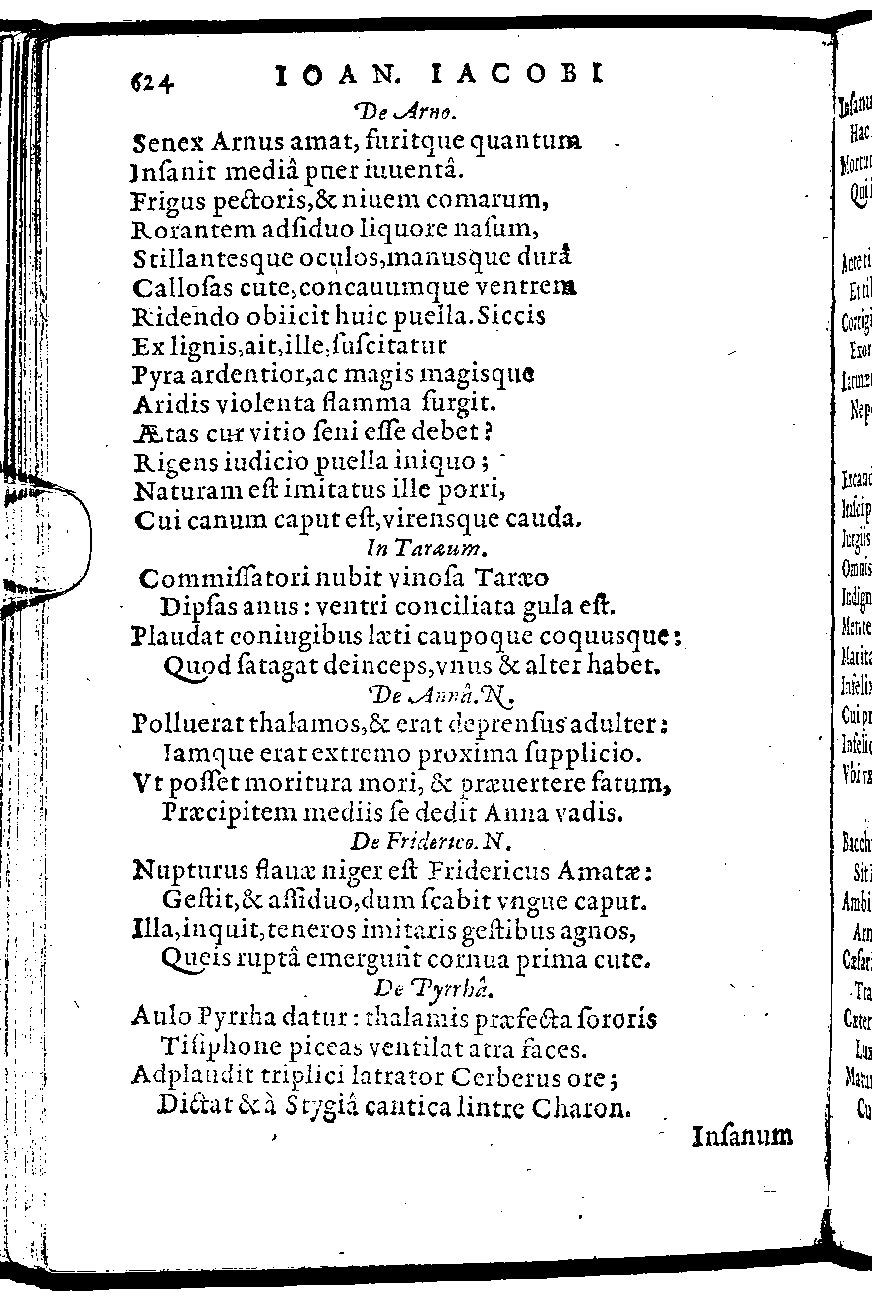 624 IOAN. IACOBI
De Arno.
Senex Arnus amat, furitque quantum
Inſanit mediâ puer iuuentâ.
Frigus pectoris,& niuem comarum,
Rorantem adſiduo liquore naſum,
Stillantesque oculos,manusque durâ
Calloſas cute,concauumque ventrem
Ridendo obiicit huic puella. Siccis
Ex lignis,ait,ille,ſuſcitatur
Pyra ardentior,ac magis magisque
Aridis violenta flamma ſurgit.
Ætas cur vitio ſeni eſſe debet?
Rigens iudicio puella iniquo;
Naturam eſt imitatus ille porri,
Cui canum caput eſt,virensque cauda.
In Taræum.
Commiſſatori nubit vinoſa Taræo
Dipſas anus: ventri conciliata gula eſt.
Plaudat coniugibus læti caupoque coquusque:
Quod ſatagat deinceps,vnus & alter habet.
De Annâ. N.
Polluerat thalamos,& erat deprenſus adulter:
Iamque erat extremo proxima ſupplicio.
Vt poſſet moritura mori, & præuertere fatum,
Præcipitem mediis ſe dedit Anna vadis.
De Friderico. N.
Nupturus flauæ niger eſt Fridericus Amatæ:
Geſtit,& aſſiduo,dum ſcabit vngue caput.
Illa,inquit,teneros imitaris geſtibus agnos,
Queis ruptâ emergunt cornua prima cute.
De Pyrrhâ.
Aulo Pyrrha datur: thalamis præfecta ſororis
Tiſiphone piceas ventilat atra faces.
Adplaudit triplici latrator Cerberus ore;
Dictat & à Stygiâ cantica lintre Charon.
Inſanum